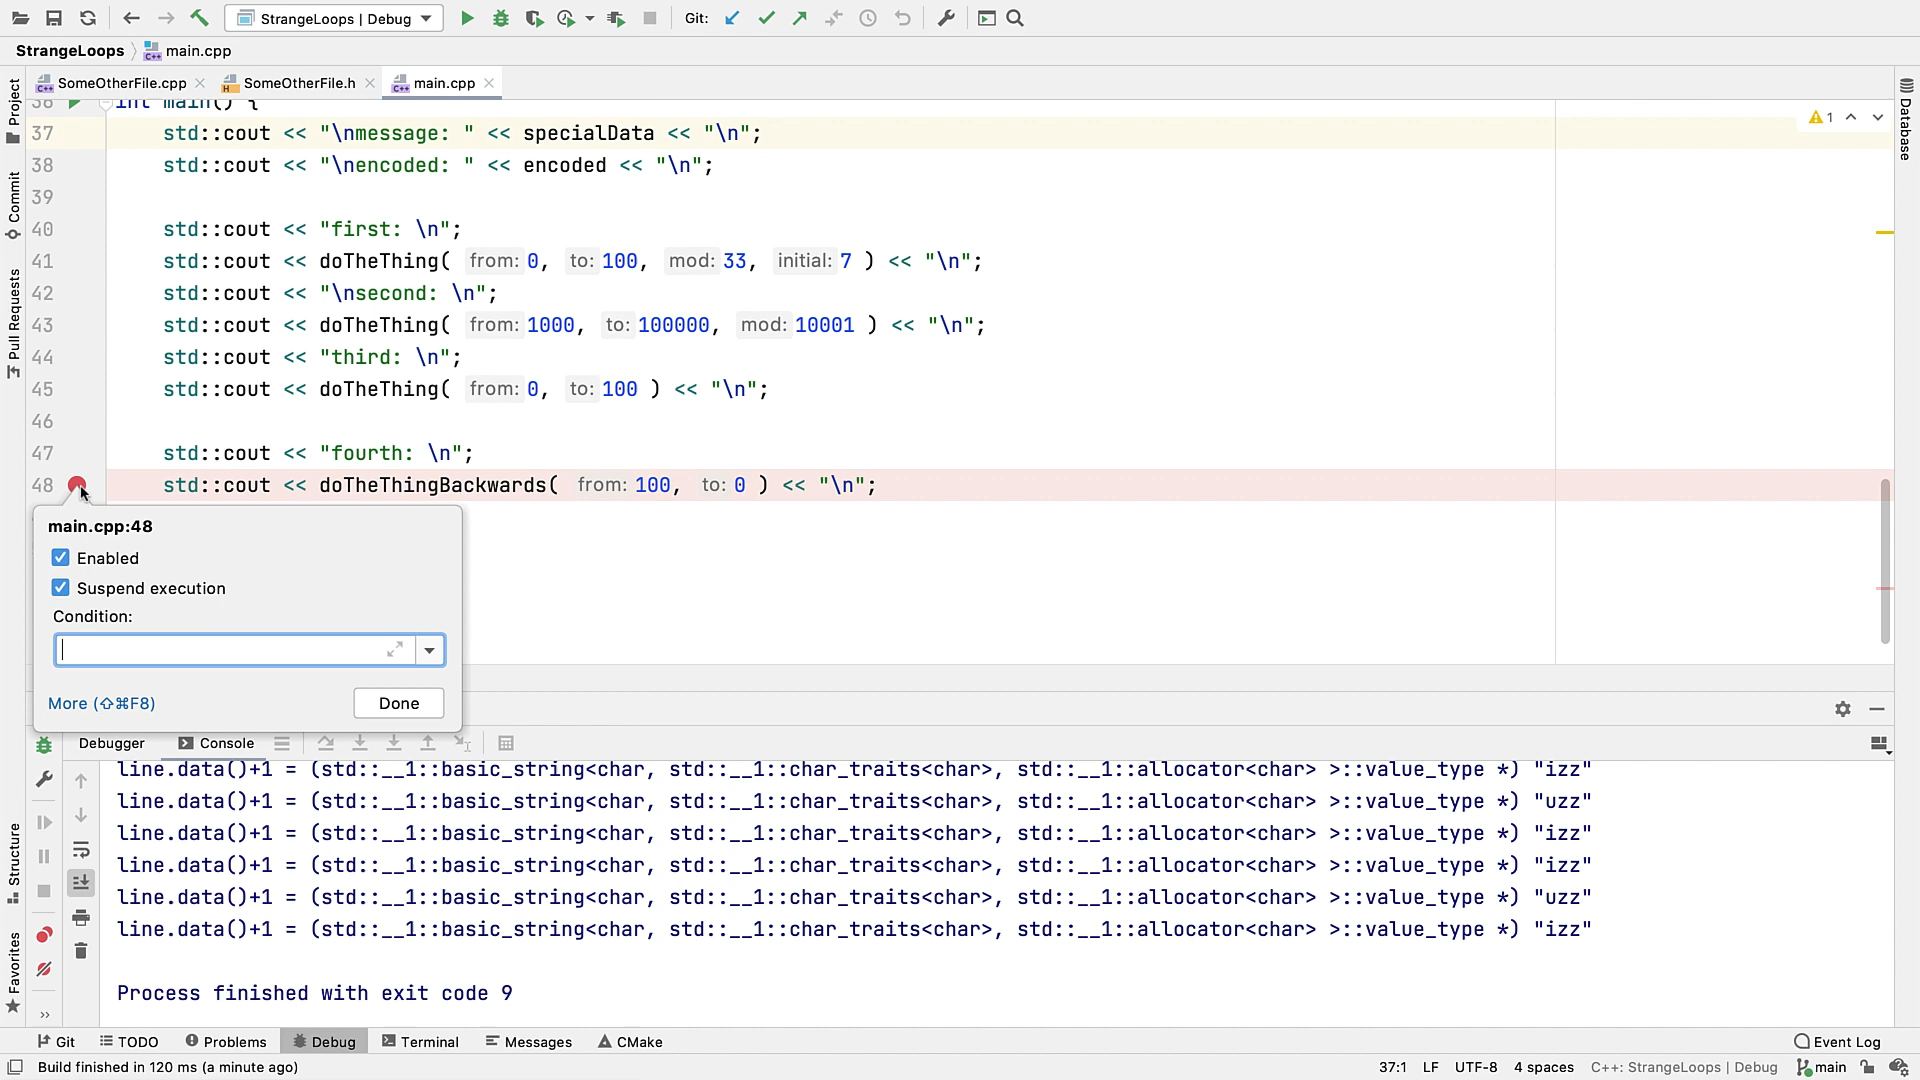 StrangeLoops | Debug
Git:
StrangeLoops
main.cpp
SomeOtherFile.cpp
SomeOtherFile.h
main.cpp
Project
Commit
Pull Requests
Structure
Favorites
Database
1
36 int main() {
37 std::cout << "\nmessage: " << specialData << "\n";
38 std::cout << "\nencoded: " << encoded << "\n";
39
40 std::cout << "first: \n";
41 std::cout << doTheThing( from: 0, to: 100, mod: 33, initial: 7 ) << "\n";
42 std::cout << "\nsecond: \n";
43 std::cout << doTheThing( from: 1000, to: 100000, mod: 10001 ) << "\n";
44 std::cout << "third: \n";
45 std::cout << doTheThing( from: 0, to: 100 ) << "\n";
46
47 std::cout << "fourth: \n";
48 std::cout << doTheThingBackwards( from: 100, to: 0 ) << "\n";
main.cpp:48
Enabled
Suspend execution
Condition:
More (⇧⌘F8)
Done
Debugger
Console
line.data()+1 = (std::__1::basic_string<char, std::__1::char_traits<char>, std::__1::allocator<char> >::value_type *) "izz"
line.data()+1 = (std::__1::basic_string<char, std::__1::char_traits<char>, std::__1::allocator<char> >::value_type *) "uzz"
line.data()+1 = (std::__1::basic_string<char, std::__1::char_traits<char>, std::__1::allocator<char> >::value_type *) "izz"
line.data()+1 = (std::__1::basic_string<char, std::__1::char_traits<char>, std::__1::allocator<char> >::value_type *) "izz"
line.data()+1 = (std::__1::basic_string<char, std::__1::char_traits<char>, std::__1::allocator<char> >::value_type *) "uzz"
line.data()+1 = (std::__1::basic_string<char, std::__1::char_traits<char>, std::__1::allocator<char> >::value_type *) "izz"
Process finished with exit code 9
Git
TODO
Problems
Debug
Terminal
Messages
CMake
Event Log
Build finished in 120 ms (a minute ago)
37:1
LF
UTF-8
4 spaces
C++: StrangeLoops | Debug
main